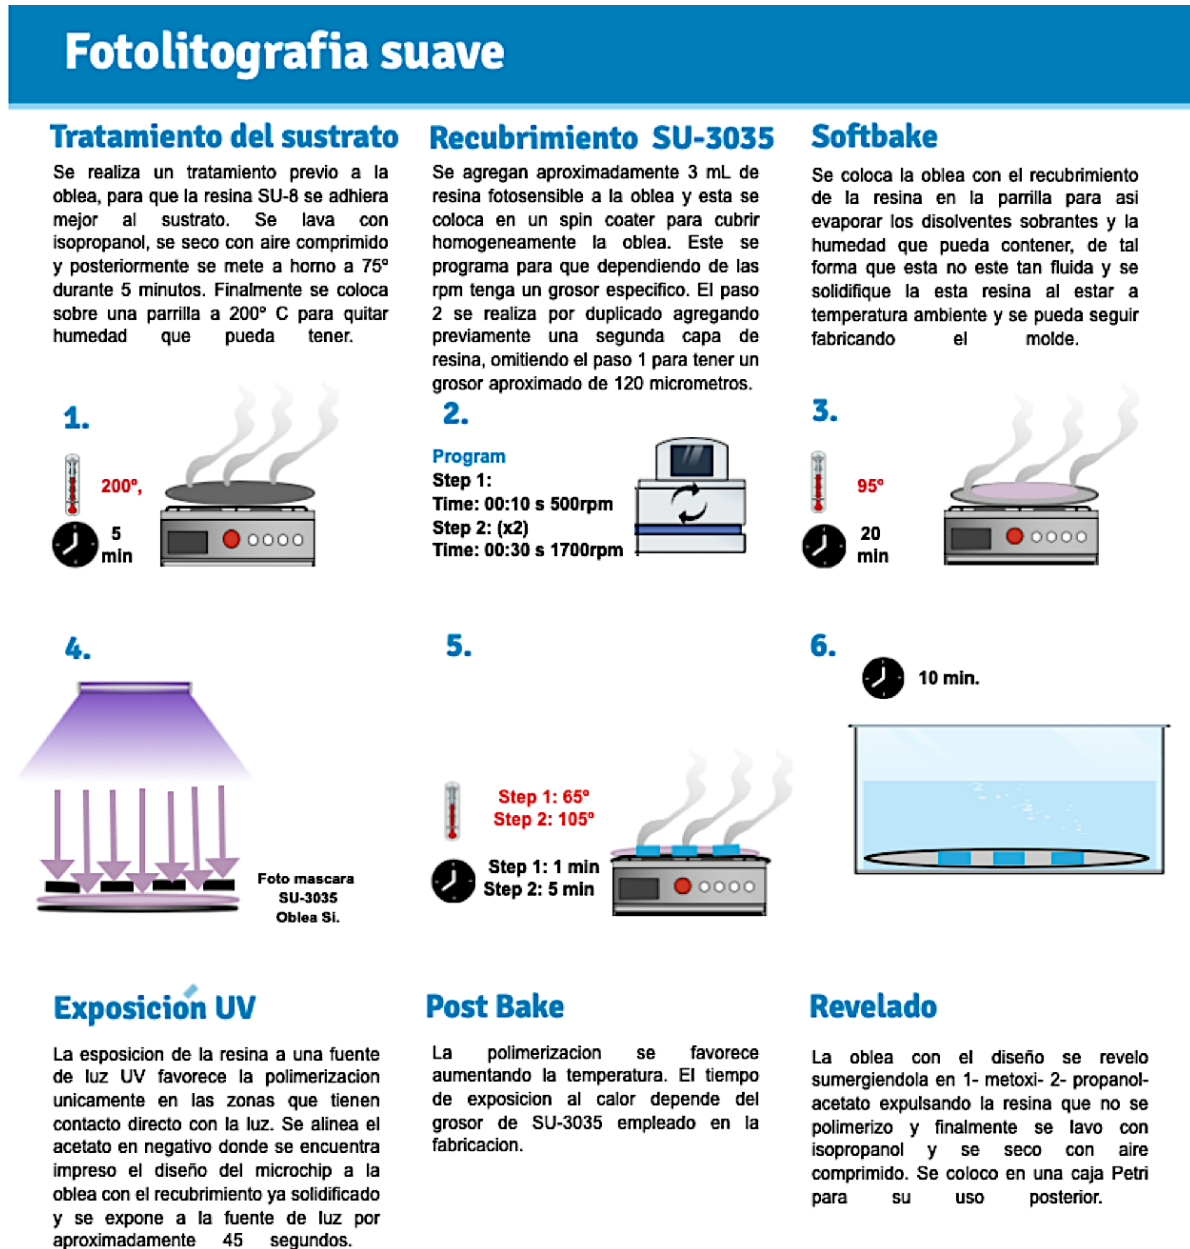 Fotolitografia suave
Tratamiento del sustrato
Se realiza un tratamiento previo a la
oblea, para que la resina SU-8 se adhiera
mejor al sustrato. Se lava con
isopropanol, se seco con aire comprimido
y posteriormente se mete a horno a 75º
durante 5 minutos. Finalmente se coloca
sobre una parrilla a 200º C para quitar
humedad que pueda tener.
Recubrimiento SU-3035
Se agregan aproximadamente 3 mL de
resina fotosensible a la oblea y esta se
coloca en un spin coater para cubrir
homogeneamente la oblea. Este se
programa para que dependiendo de las
rpm tenga un grosor especifico. El paso
2 se realiza por duplicado agregando
previamente una segunda capa de
resina, omitiendo el paso 1 para tener un
grosor aproximado de 120 micrometros.
Softbake
Se coloca la oblea con el recubrimiento
de la resina en la parrilla para asi
evaporar los disolventes sobrantes y la
humedad que pueda contener, de tal
forma que esta no este tan fluida y se
solidifique la esta resina al estar a
temperatura ambiente y se pueda seguir
fabricando el molde.
1.
200º,
5
min
2.
Program
Step 1:
Time: 00:10 s 500rpm
Step 2: (x2)
Time: 00:30 s 1700rpm
3.
95º
20
min
4.
Foto mascara
SU-3035
Oblea Si.
5.
Step 1: 65º
Step 2: 105º
Step 1: 1 min
Step 2: 5 min
6.
10 min.
Exposición UV
La esposicion de la resina a una fuente
de luz UV favorece la polimerizacion
unicamente en las zonas que tienen
contacto directo con la luz. Se alinea el
acetato en negativo donde se encuentra
impreso el diseño del microchip a la
oblea con el recubrimiento ya solidificado
y se expone a la fuente de luz por
aproximadamente 45 segundos.
Post Bake
La polimerizacion se favorece
aumentando la temperatura. El tiempo
de exposicion al calor depende del
grosor de SU-3035 empleado en la
fabricacion.
Revelado
La oblea con el diseño se revelo
sumergiendola en 1- metoxi- 2- propanol-
acetato expulsando la resina que no se
polimerizo y finalmente se lavo con
isopropanol y se seco con aire
comprimido. Se coloco en una caja Petri
para su uso posterior.